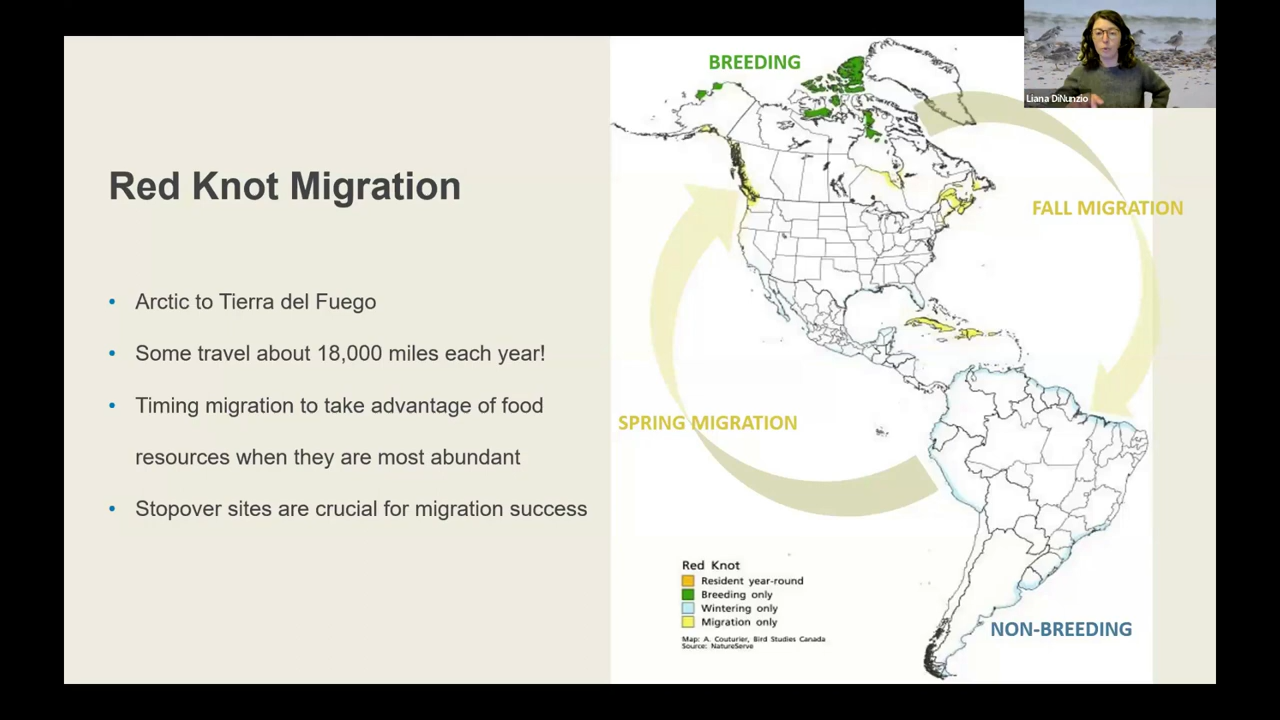 Liana DiNunzio
Red Knot Migration
• Arctic to Tierra del Fuego
• Some travel about 18,000 miles each year!
• Timing migration to take advantage of food
resources when they are most abundant
• Stopover sites are crucial for migration success
BREEDING
FALL MIGRATION
SPRING MIGRATION
NON-BREEDING
Red Knot
Resident year-round
Breeding only
Wintering only
Migration only
Map: A. Couturier, Bird Studies Canada
Source: NatureServe